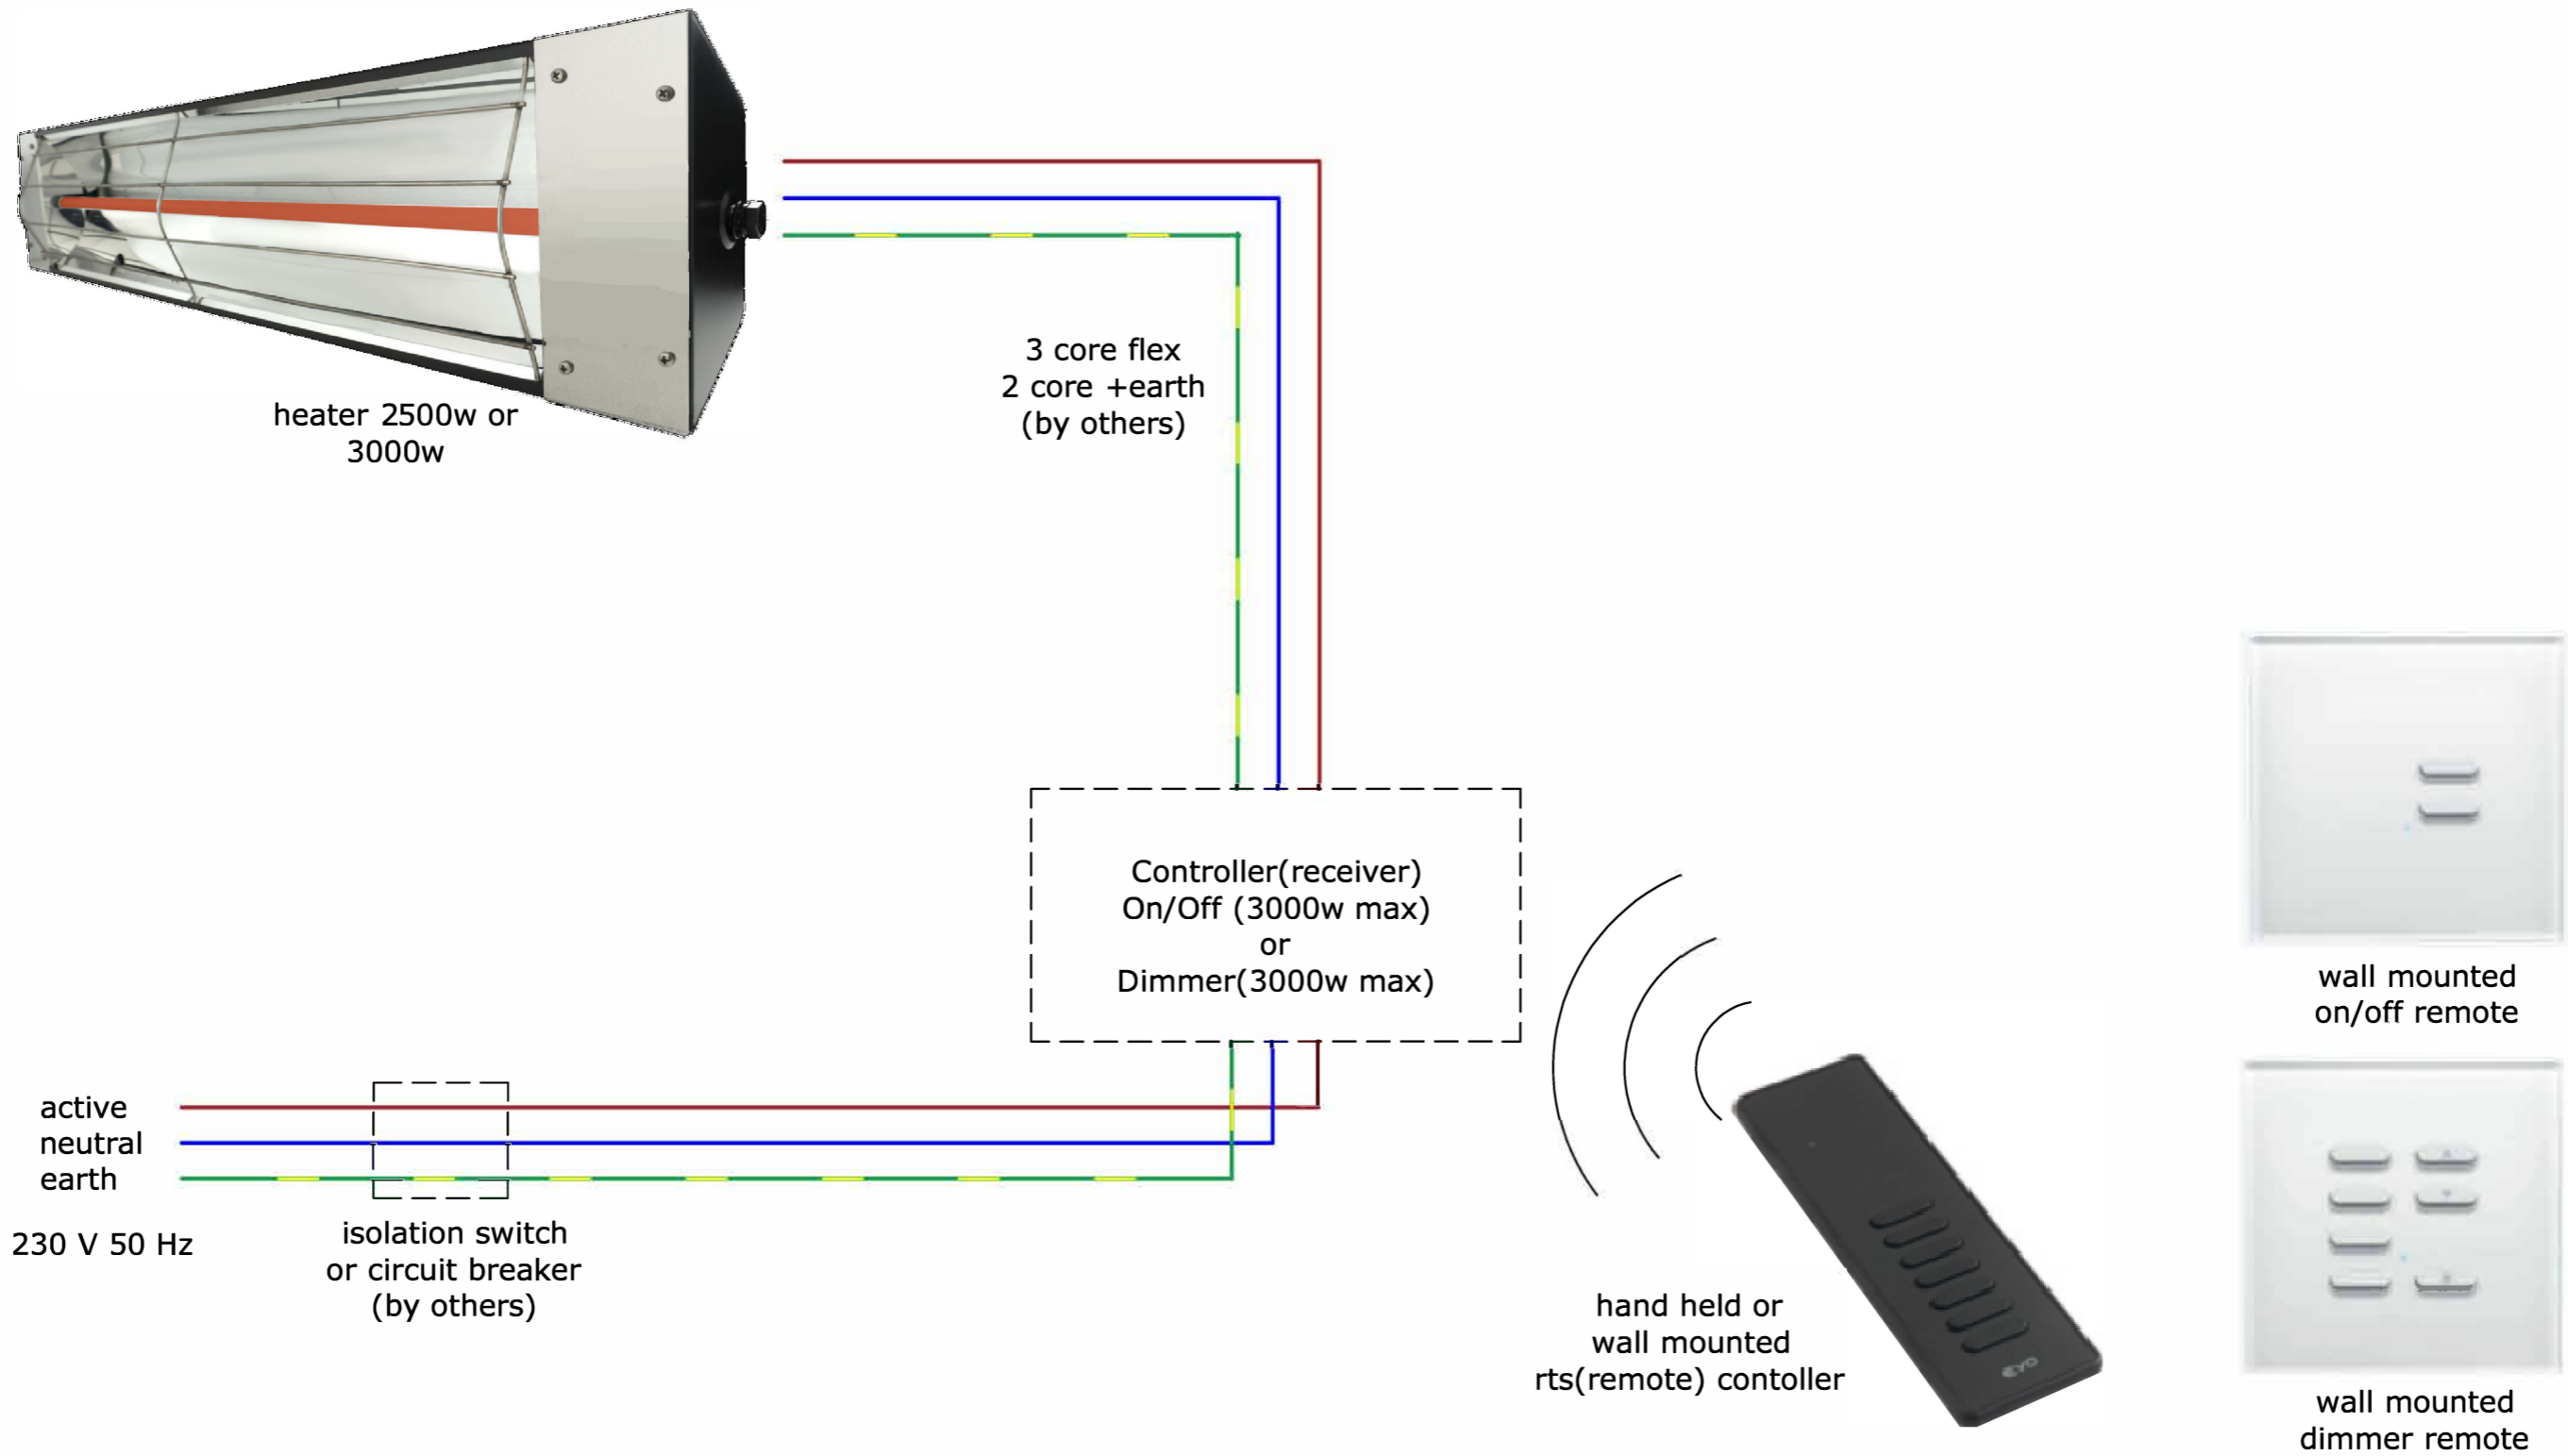 heater 2500w or
3000w
3 core flex
2 core +earth
(by others)
Controller(receiver)
On/Off (3000w max)
or
Dimmer(3000w max)
wall mounted
on/off remote
active
neutral
earth
230 V 50 Hz
isolation switch
or circuit breaker
(by others)
hand held or
wall mounted
rts(remote) contoller
wall mounted
dimmer remote